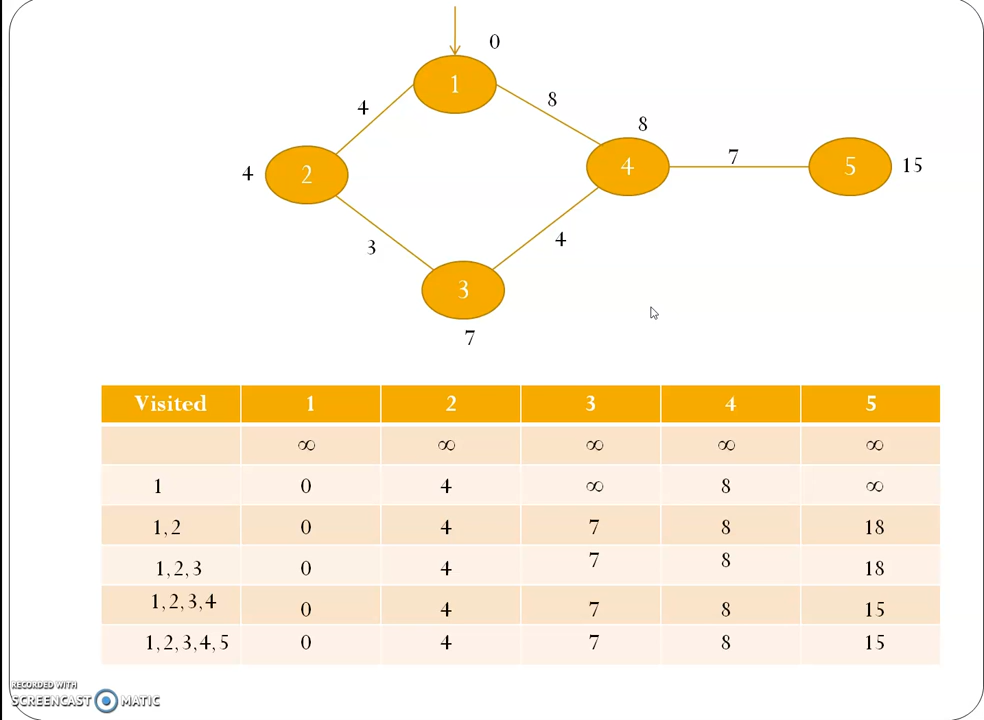 0
1
4
8
8
4
2
4
7
5
15
3
4
3
7
Visited 1 2 3 4 5
∞ ∞ ∞ ∞ ∞
1 0 4 ∞ 8 ∞
1,2 0 4 7 8 18
1,2,3 0 4 7 8 18
1,2,3,4 0 4 7 8 15
1,2,3,4,5 0 4 7 8 15
RECORDED WITH
SCREENCAST MATIC